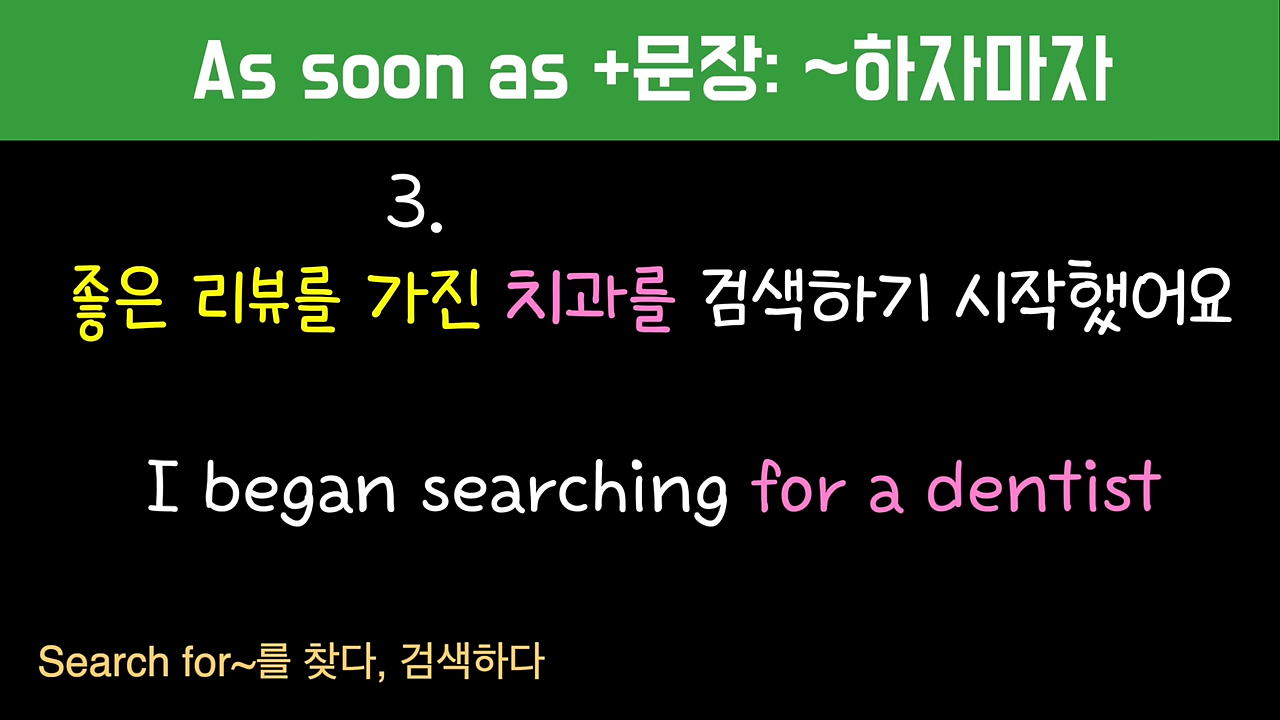 As soon as +문장: ~하자마자
3.
좋은 리뷰를 가진 치과를 검색하기 시작했어요
I began searching for a dentist
Search for~를 찾다, 검색하다